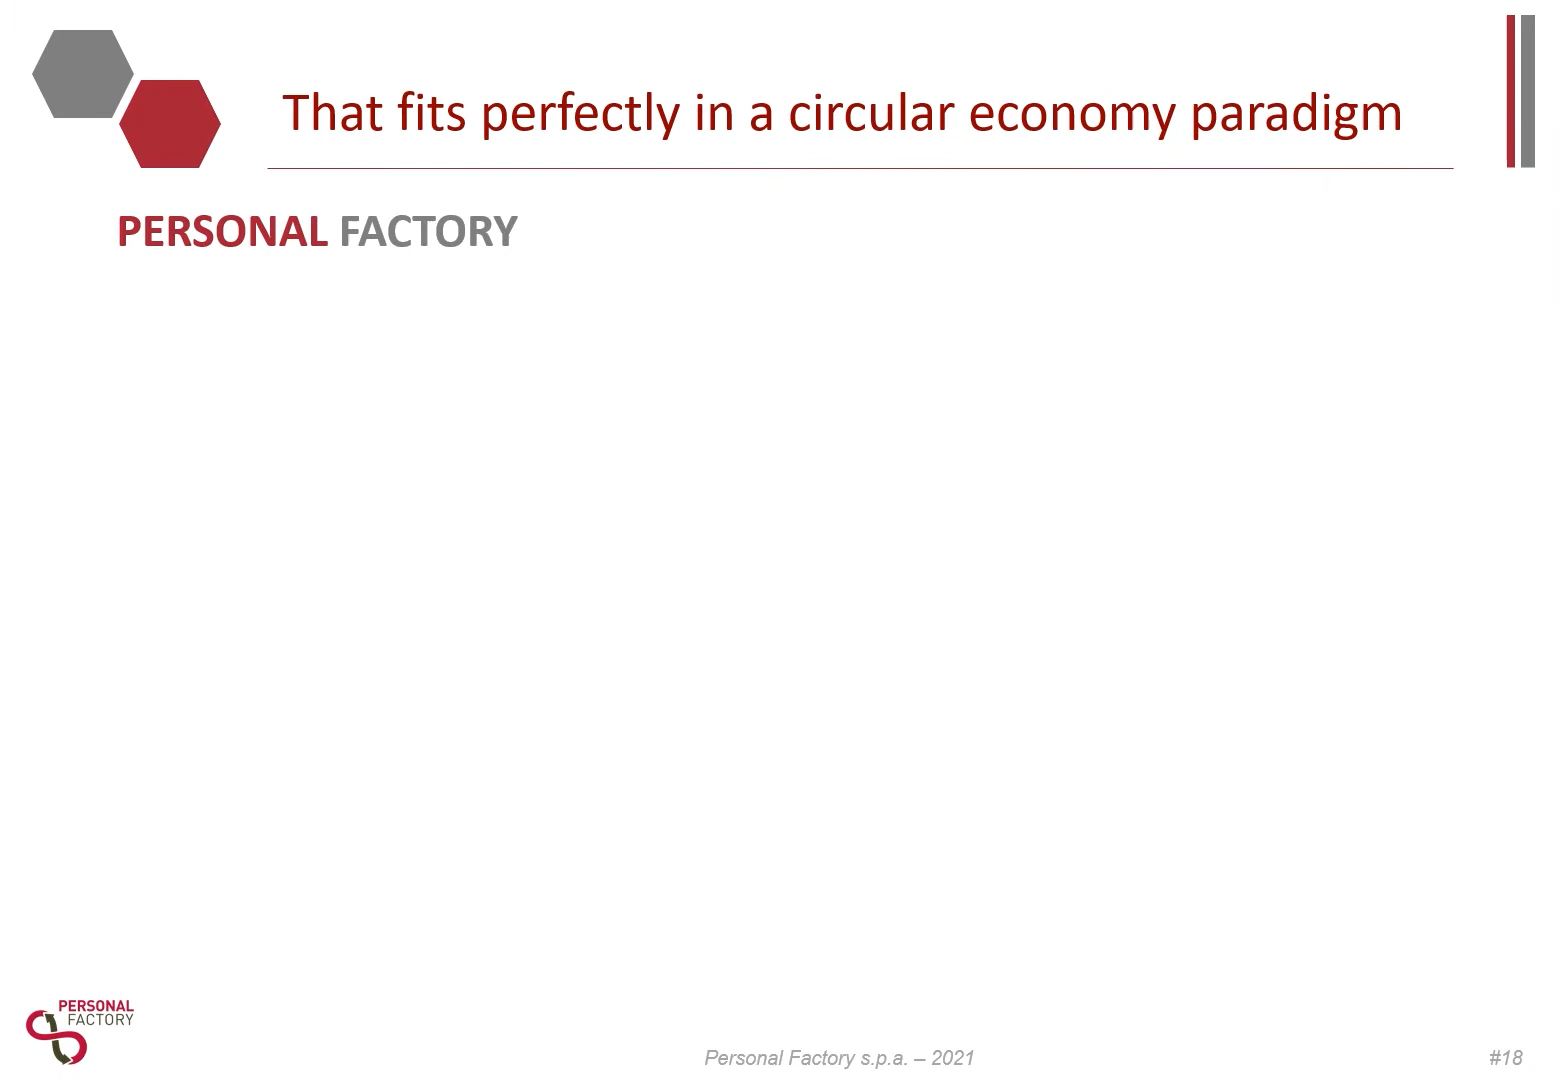 That fits perfectly in a circular economy paradigm
PERSONAL FACTORY
PERSONAL
FACTORY
Personal Factory s.p.a. – 2021
#18